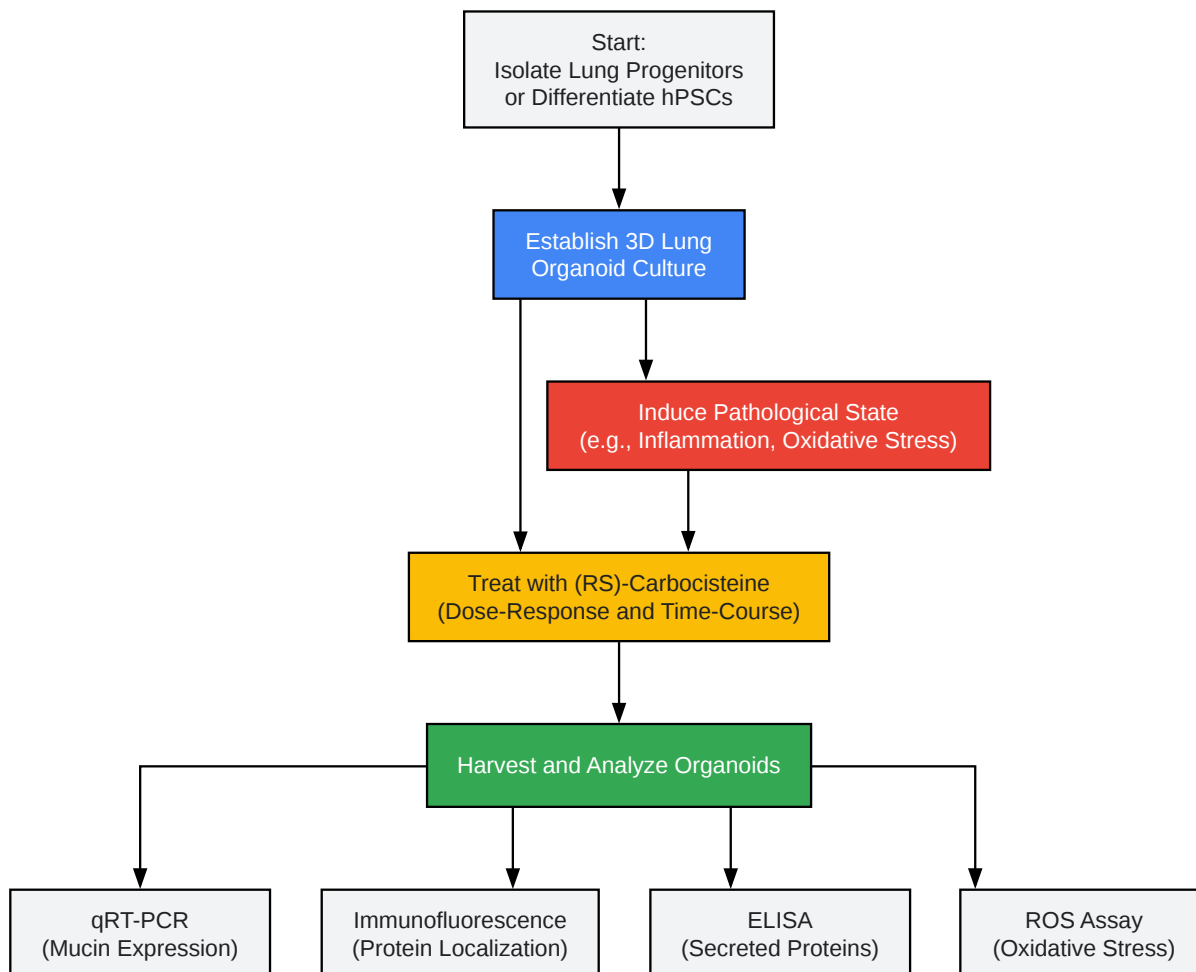 Start:
Isolate Lung Progenitors
or Differentiate hPSCs
Establish 3D Lung
Organoid Culture
Induce Pathological State
(e.g., Inflammation, Oxidative Stress)
Treat with (RS)-Carbocisteine
(Dose-Response and Time-Course)
Harvest and Analyze Organoids
qRT-PCR
(Mucin Expression)
Immunofluorescence
(Protein Localization)
ELISA
(Secreted Proteins)
ROS Assay
(Oxidative Stress)